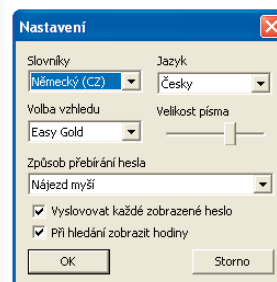 Nastavení
Slovníky Jazyk
Německý (CZ) Česky
Volba vzhledu Velikost písma
Easy Gold
Způsob přebírání hesla
Nájezd myší
Vyslovovat každé zobrazené heslo
Při hledání zobrazit hodiny
OK Storno